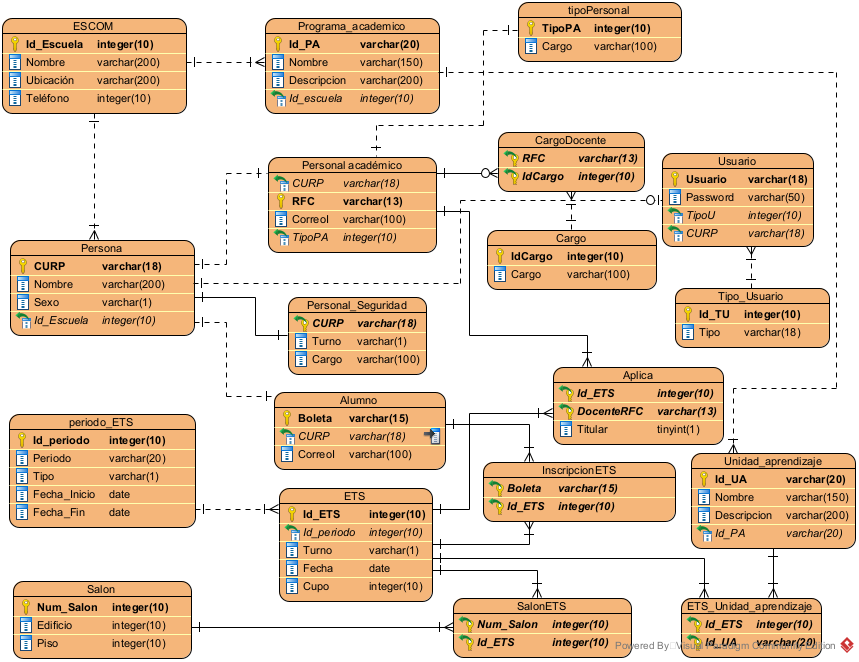 ESCOM
Id_Escuela integer(10)
Nombre varchar(200)
Ubicación varchar(200)
Teléfono integer(10)
Programa_academico
Id_PA varchar(20)
Nombre varchar(150)
Descripcion varchar(200)
Id_escuela integer(10)
tipoPersonal
TipoPA integer(10)
Cargo varchar(100)
Personal académico
CURP varchar(18)
RFC varchar(13)
Correol varchar(100)
TipoPA integer(10)
CargoDocente
RFC varchar(13)
IdCargo integer(10)
Usuario
Usuario varchar(18)
Password varchar(50)
TipoU integer(10)
CURP varchar(18)
Persona
CURP varchar(18)
Nombre varchar(200)
Sexo varchar(1)
Id_Escuela integer(10)
Cargo
IdCargo integer(10)
Cargo varchar(100)
Personal_Seguridad
CURP varchar(18)
Turno varchar(1)
Cargo varchar(100)
Tipo_Usuario
Id_TU integer(10)
Tipo varchar(18)
Aplica
Id_ETS integer(10)
DocenteRFC varchar(13)
Titular tinyint(1)
Alumno
Boleta varchar(15)
CURP varchar(18)
Correol varchar(100)
periodo_ETS
Id_periodo integer(10)
Periodo varchar(20)
Tipo varchar(1)
Fecha_Inicio date
Fecha_Fin date
InscripcionETS
Boleta varchar(15)
Id_ETS integer(10)
Unidad_aprendizaje
Id_UA varchar(20)
Nombre varchar(150)
Descripcion varchar(200)
Id_PA varchar(20)
ETS
Id_ETS integer(10)
Id_periodo integer(10)
Turno varchar(1)
Fecha date
Cupo integer(10)
Salon
Num_Salon integer(10)
Edificio integer(10)
Piso integer(10)
SalonETS
Num_Salon integer(10)
Id_ETS integer(10)
ETS_Unidad_aprendizaje
Id_ETS integer(10)
Id_UA varchar(20)
Powered By Visual Paradigm Community Edition